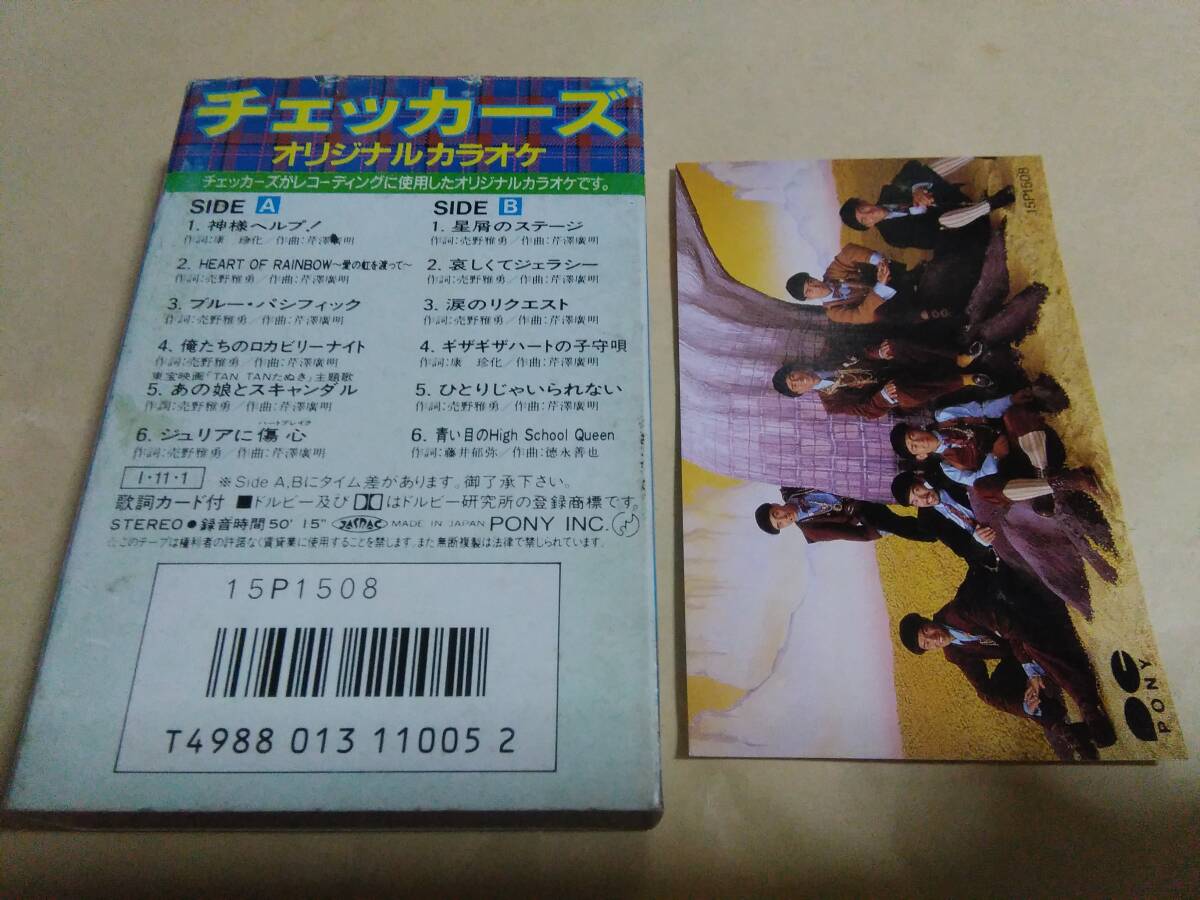 チェッカーズ
オリジナルカラオケ
チェッカーズがレコーディングに使用したオリジナルカラオケです。
SIDE A
1. 神様ヘルプ!
作詞:康 珍化/作曲:芹澤廣明
2. HEART OF RAINBOW〜愛の虹を渡って〜
作詞:売野雅勇/作曲:芹澤廣明
3. ブルー・パシフィック
作詞:売野雅勇/作曲:芹澤廣明
4. 俺たちのロカビリーナイト
作詞:売野雅勇/作曲:芹澤廣明
東宝映画「TAN TANたぬき」主題歌
5. あの娘とスキャンダル
作詞:売野雅勇/作曲:芹澤廣明
ハートブレイク
6. ジュリアに傷心
作詞:売野雅勇/作曲:芹澤廣明
SIDE B
1. 星屑のステージ
作詞:売野雅勇/作曲:芹澤廣明
2. 哀しくてジェラシー
作詞:売野雅勇/作曲:芹澤廣明
3. 涙のリクエスト
作詞:売野雅勇/作曲:芹澤廣明
4. ギザギザハートの子守唄
作詞:康 珍化/作曲:芹澤廣明
5. ひとりじゃいられない
作詞:売野雅勇/作曲:芹澤廣明
6. 青い目のHigh School Queen
作詞:藤井郁弥/作曲:徳永善也
I・11・1 ※Side A,Bにタイム差があります。御了承下さい。
歌詞カード付 ■ドルビー及びはドルビー研究所の登録商標です。
STEREO●録音時間50' 15" JASRAC MADE IN JAPAN PONY INC.
☆このテープは権利者の許諾なく賃貸業に使用することを禁じます。また無断複製は法律で禁じられています。
15P1508
T4988 013 11005 2
15P1508
PONY